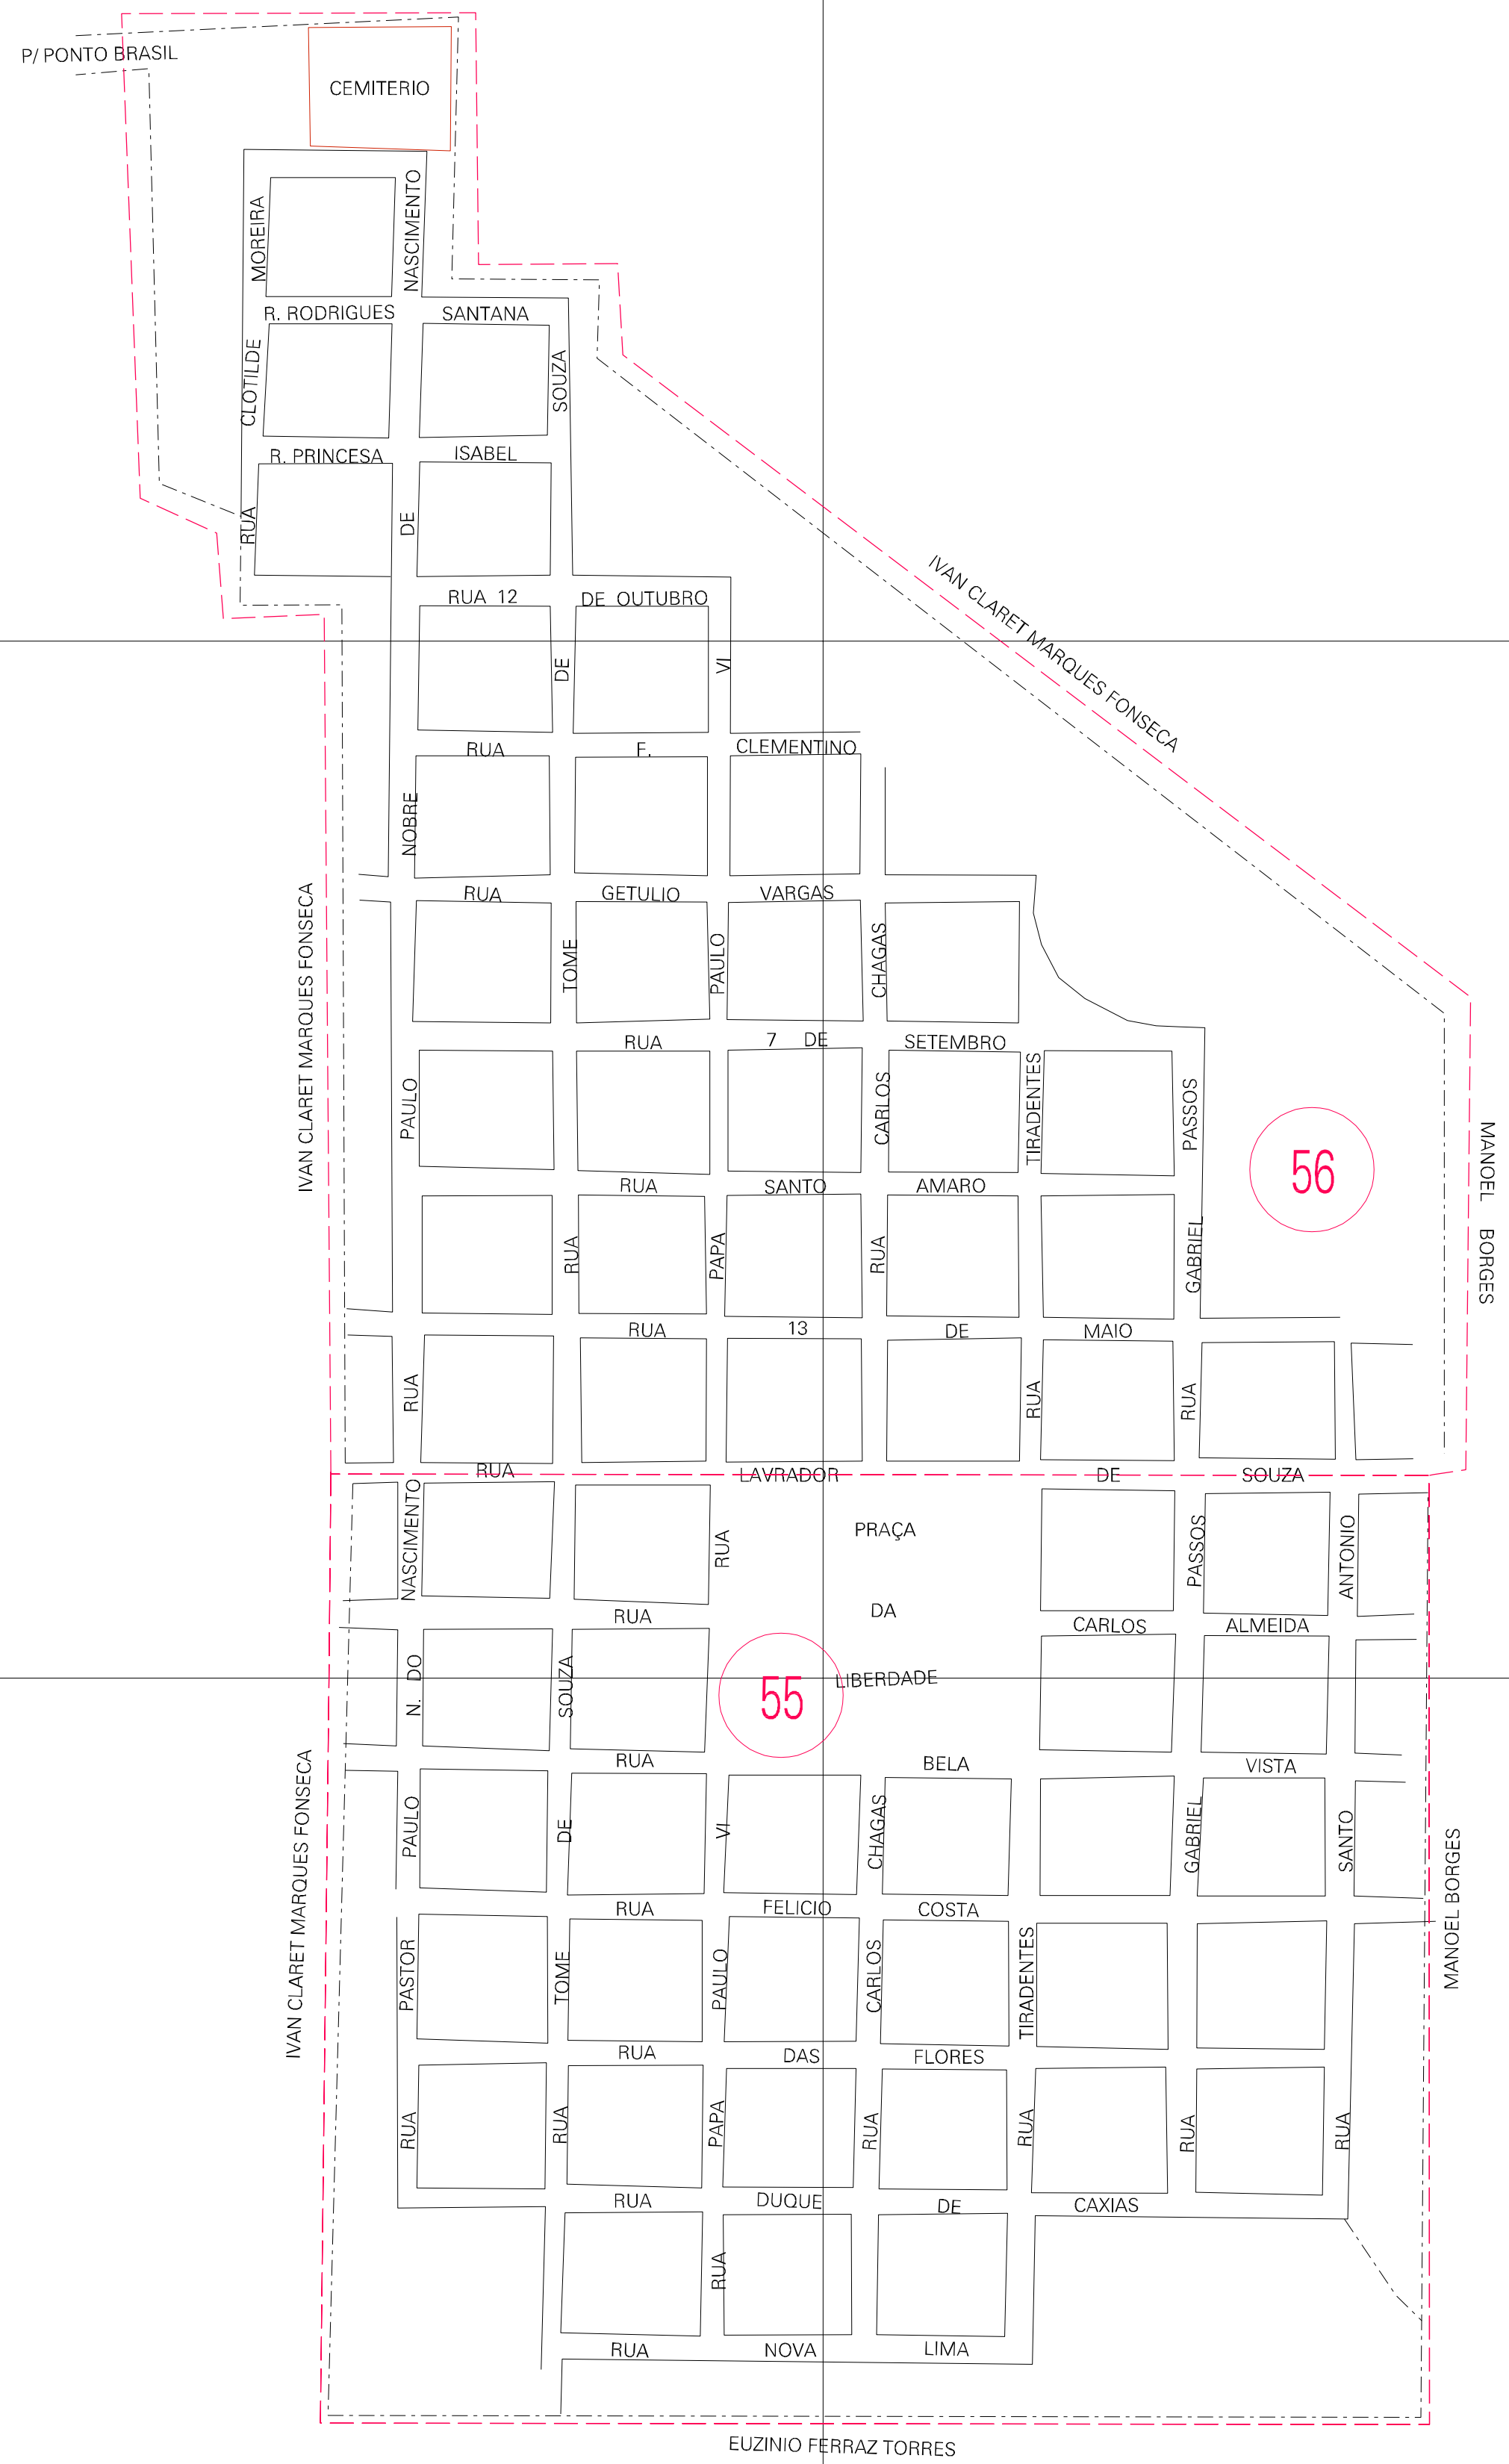 P/ PONTO BRASIL
CEMITERIO
MOREIRA
NASCIMENTO
R. RODRIGUES SANTANA
CLOTILDE
SOUZA
R. PRINCESA ISABEL
RUA
DE
IVAN CLARET MARQUES FONSECA
RUA 12 DE OUTUBRO
DE
VI
RUA F. CLEMENTINO
NOBRE
RUA GETULIO VARGAS
IVAN CLARET MARQUES FONSECA
TOME
PAULO
CHAGAS
RUA 7 DE SETEMBRO
PAULO
CARLOS
TIRADENTES
PASSOS
56
MANOEL BORGES
RUA SANTO AMARO
RUA
PAPA
RUA
GABRIEL
RUA 13 DE MAIO
RUA
RUA
RUA
RUA LAVRADOR DE SOUZA
NASCIMENTO
RUA
PRAÇA
PASSOS
ANTONIO
DA
RUA
CARLOS ALMEIDA
N. DO
SOUZA
55
LIBERDADE
RUA BELA VISTA
IVAN CLARET MARQUES FONSECA
PAULO
DE
VI
CHAGAS
GABRIEL
SANTO
MANOEL BORGES
RUA FELICIO COSTA
PASTOR
TOME
PAULO
CARLOS
TIRADENTES
RUA DAS FLORES
RUA
RUA
PAPA
RUA
RUA
RUA
RUA
RUA DUQUE DE CAXIAS
RUA
RUA NOVA LIMA
EUZINIO FERRAZ TORRES